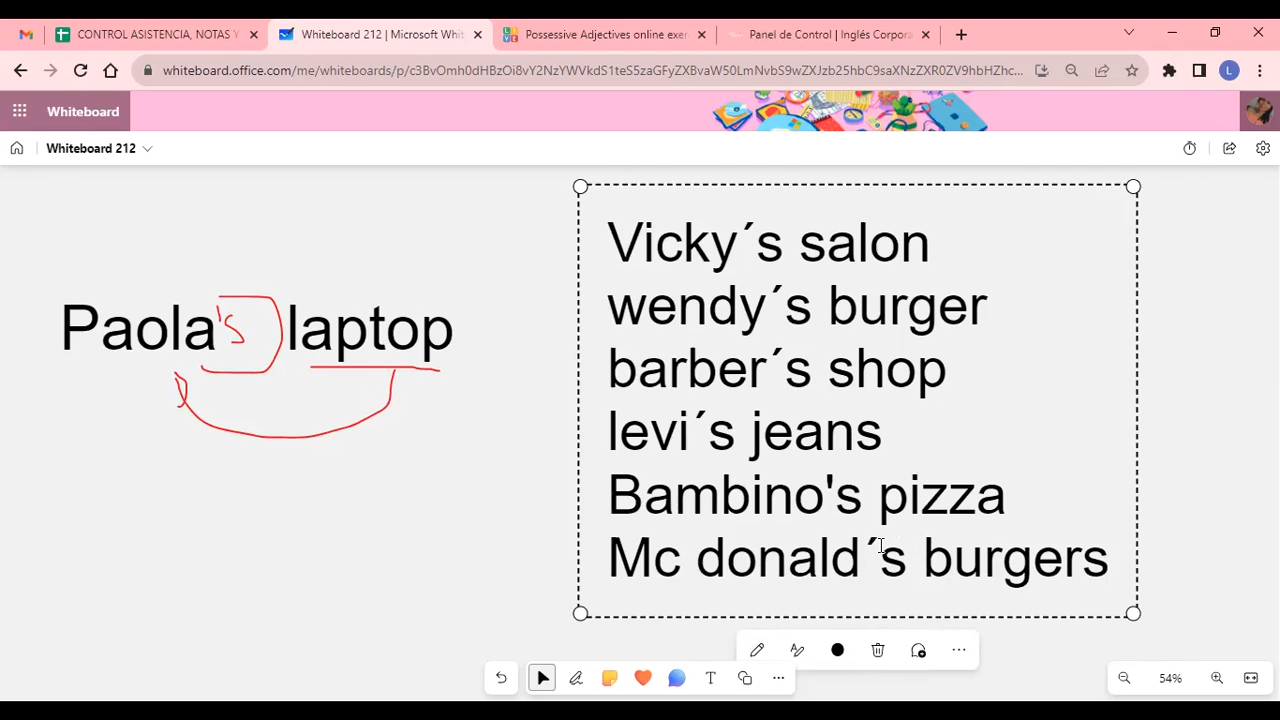 CONTROL ASISTENCIA, NOTAS Y
Whiteboard 212 | Microsoft Whit
Possessive Adjectives online exer
Panel de Control | Inglés Corpora
whiteboard.office.com/me/whiteboards/p/c3BvOmh0dHBzOi8vY2NzYWVkdS1teS5zaGFyZXBvaW50LmNvbS9wZXJzb25hbC9saXNzZXR0ZV9hbHZhc...
L
Whiteboard
Whiteboard 212
Paola's laptop
Vicky´s salon
wendy´s burger
barber´s shop
levi´s jeans
Bambino's pizza
Mc donald´s burgers
54%